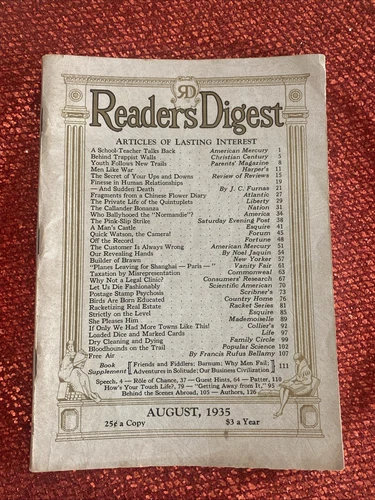 RD
Readers Digest
ARTICLES OF LASTING INTEREST
A School-Teacher Talks Back . American Mercury 1
Behind Trappist Walls . Christian Century 5
Youth Follows New Trails . Parents' Magazine 8
Men Like War . Harper's 11
The Secret of Your Ups and Downs . Review of Reviews 15
Finesse in Human Relationships . 19
—And Sudden Death . By J. C. Furnas 21
Fragments from a Chinese Flower Diary . Atlantic 27
The Private Life of the Quintuplets . Liberty 29
The Callander Bonanza . Nation 31
Who Ballyhooed the "Normandie"? . America 34
The Pink-Slip Strike . Saturday Evening Post 38
A Man's Castle . Esquire 41
Quick Watson, the Camera! . Forum 45
Off the Record . Fortune 48
The Customer Is Always Wrong . American Mercury 51
Our Revealing Hands . By Noel Jaquin 54
Builder of Brawn . New Yorker 57
"Planes Leaving for Shanghai — Paris —" . Vanity Fair 61
Taxation by Misrepresentation . Commonweal 63
Why Not a Legal Clinic? . Consumers' Research 67
Let Us Die Fashionably . Scientific American 70
Postage Stamp Psychosis . Scribner's 73
Birds Are Born Educated . Country Home 76
Racketizing Real Estate . Racket Series 81
Strictly on the Level . Esquire 85
She Pleases Him . Mademoiselle 89
If Only We Had More Towns Like This! . Collier's 92
Loaded Dice and Marked Cards . Life 97
Dry Cleaning and Dying . Family Circle 99
Bloodhounds on the Trail . Popular Science 102
Free Air . By Francis Rufus Bellamy 107
Book Supplement { Friends and Fiddlers; Barnum; Why Men Fail; Adventures in Solitude; Our Business Civilization } 111
Speech, 4 — Rôle of Chance, 37 — Guest Hints, 64 — Patter, 110
How's Your Touch Life?, 79 — "Getting Away from It," 95
Behind the Scenes Abroad, 105 — Authors, 126
AUGUST, 1935
25¢ a Copy $3 a Year